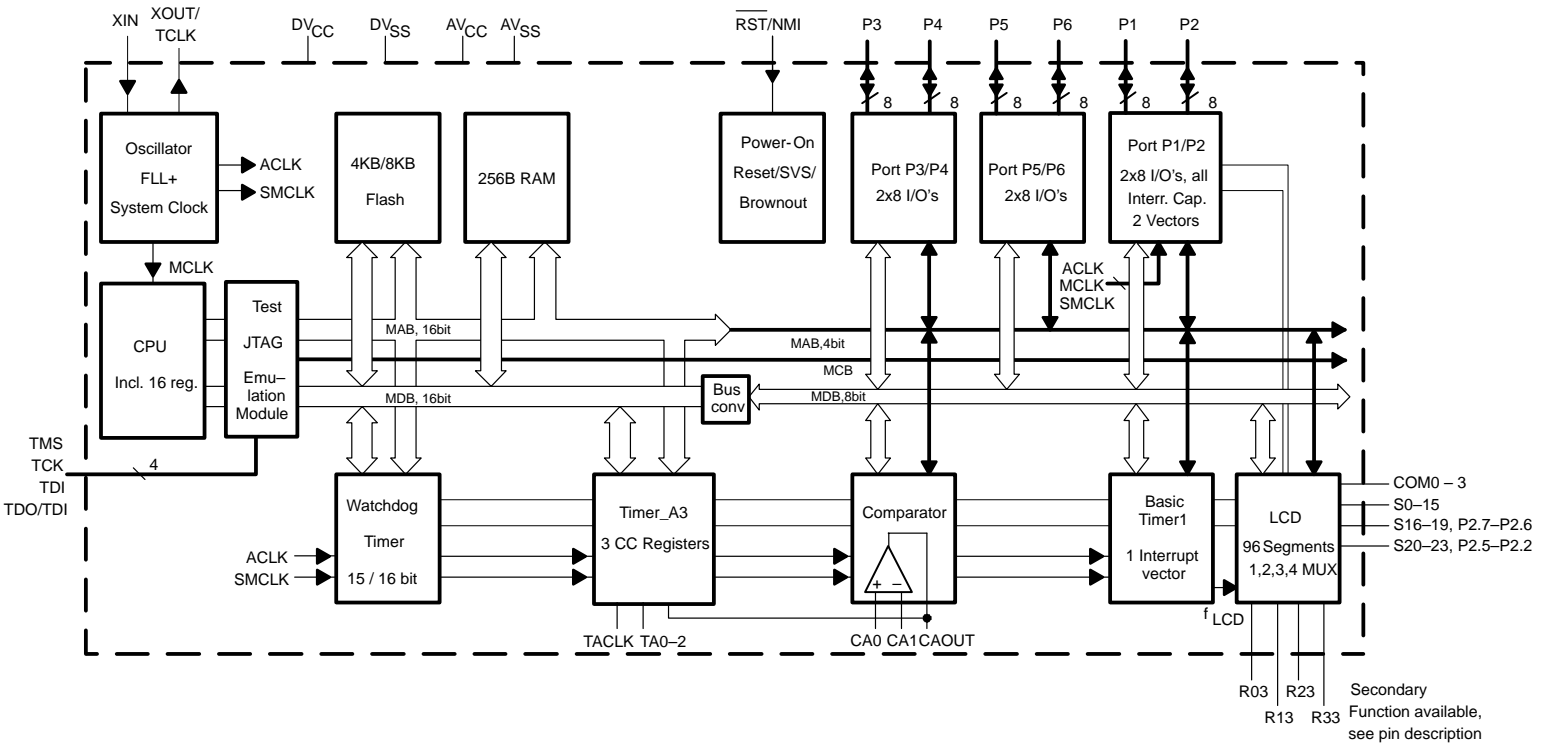 XIN
XOUT/
TCLK
DVCC
DVSS
AVCC
AVSS
RST/NMI
P3
P4
P5
P6
P1
P2
8
8
8
8
8
8
Oscillator
FLL+
System Clock
ACLK
SMCLK
4KB/8KB
Flash
256B RAM
Power-On
Reset/SVS/
Brownout
Port P3/P4
2x8 I/O's
Port P5/P6
2x8 I/O's
Port P1/P2
2x8 I/O's, all
Interr. Cap.
2 Vectors
MCLK
ACLK
MCLK
SMCLK
CPU
Incl. 16 reg.
Test
JTAG
Emu–
lation
Module
MAB, 16bit
MAB,4bit
MCB
MDB, 16bit
Bus
conv
MDB,8bit
TMS
TCK
TDI
TDO/TDI
4
Watchdog
Timer
15 / 16 bit
ACLK
SMCLK
Timer_A3
3 CC Registers
Comparator
+ –
Basic
Timer1
1 Interrupt
vector
LCD
96 Segments
1,2,3,4 MUX
COM0 – 3
S0–15
S16–19, P2.7–P2.6
S20–23, P2.5–P2.2
f LCD
TACLK TA0–2
CA0 CA1 CAOUT
R03
R13
R23
R33
Secondary
Function available,
see pin description